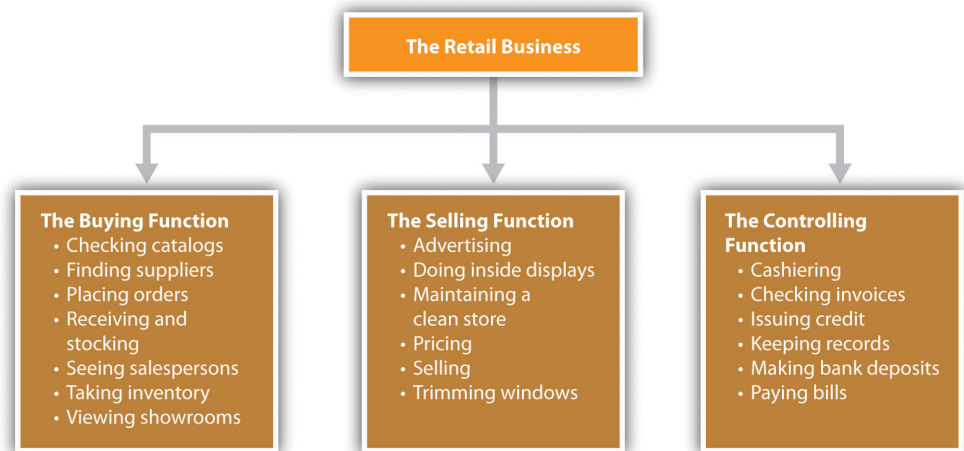 The Retail Business
The Buying Function
• Checking catalogs
• Finding suppliers
• Placing orders
• Receiving and
stocking
• Seeing salespersons
• Taking inventory
• Viewing showrooms
The Selling Function
• Advertising
• Doing inside displays
• Maintaining a
clean store
• Pricing
• Selling
• Trimming windows
The Controlling
Function
• Cashiering
• Checking invoices
• Issuing credit
• Keeping records
• Making bank deposits
• Paying bills